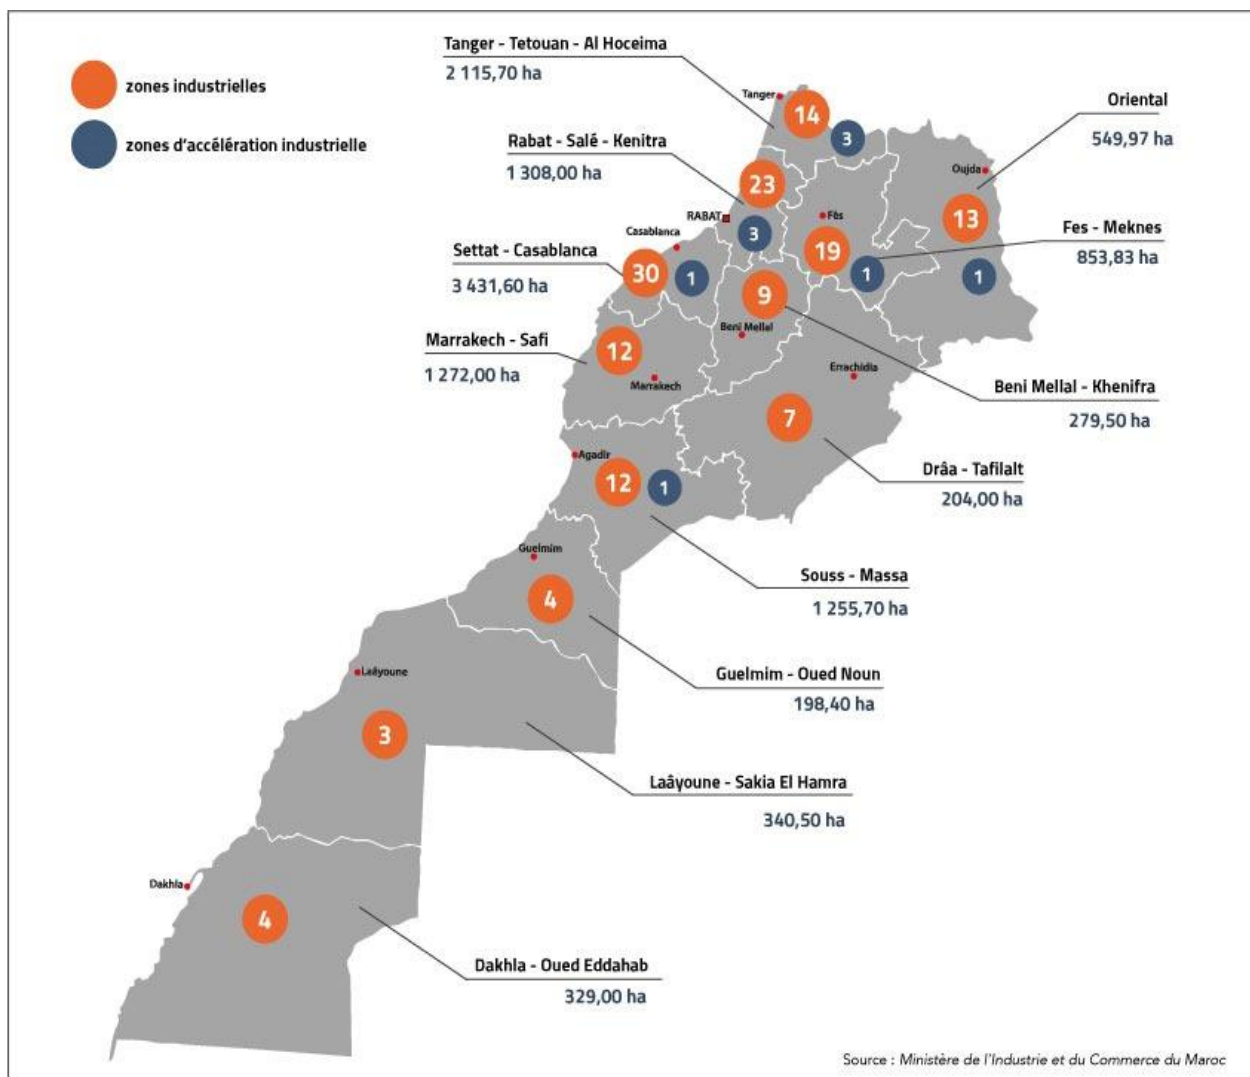 Tanger - Tetouan - Al Hoceima
2 115,70 ha
zones industrielles
zones d'accélération industrielle
Tanger
14
3
Oriental
549,97 ha
Rabat - Salé - Kenitra
1 308,00 ha
23
Oujda
RABAT
3
Fès
13
Casablanca
Fes - Meknes
853,83 ha
Settat - Casablanca
3 431,60 ha
30
1
19
1
1
9
Beni Mellal
Marrakech - Safi
1 272,00 ha
12
Marrakech
Errachidia
Beni Mellal - Khenifra
279,50 ha
7
Agadir
12
1
Drâa - Tafilalt
204,00 ha
Guelmim
4
Souss - Massa
1 255,70 ha
Guelmim - Oued Noun
198,40 ha
Laâyoune
3
Laâyoune - Sakia El Hamra
340,50 ha
Dakhla
4
Dakhla - Oued Eddahab
329,00 ha
Source : Ministère de l'Industrie et du Commerce du Maroc